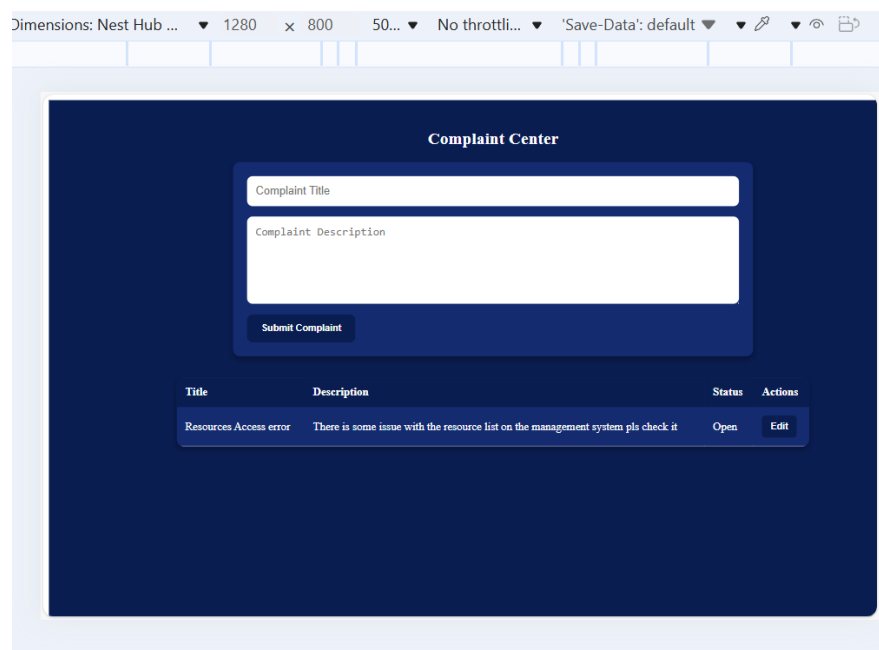 Dimensions: Nest Hub ... 1280 × 800 50... No throttli... 'Save-Data': default
Complaint Center
Complaint Title
Complaint Description
Submit Complaint
Title Description Status Actions
Resources Access error There is some issue with the resource list on the management system pls check it Open Edit